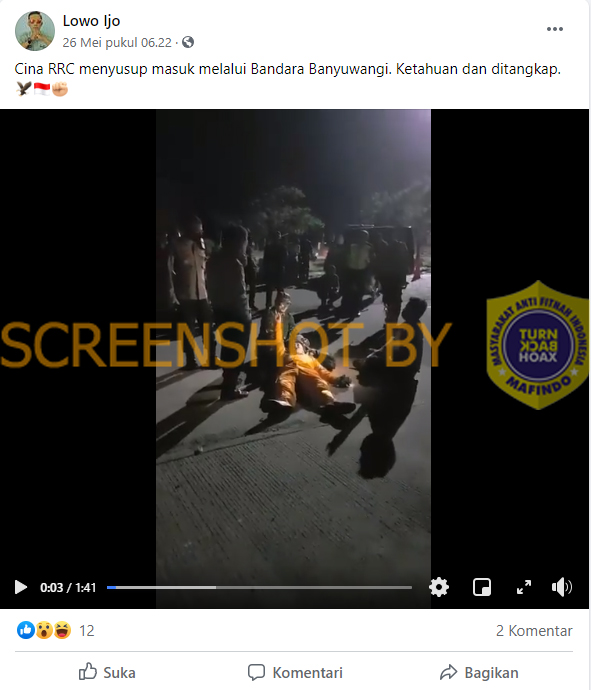 Lowo Ijo
26 Mei pukul 06.22 ·
Cina RRC menyusup masuk melalui Bandara Banyuwangi. Ketahuan dan ditangkap.
SCREENSHOT BY
MASYARAKAT ANTI FITNAH INDONESIA
TURN
BACK
HOAX
MAFINDO
0:03 / 1:41
12
2 Komentar
Suka
Komentari
Bagikan